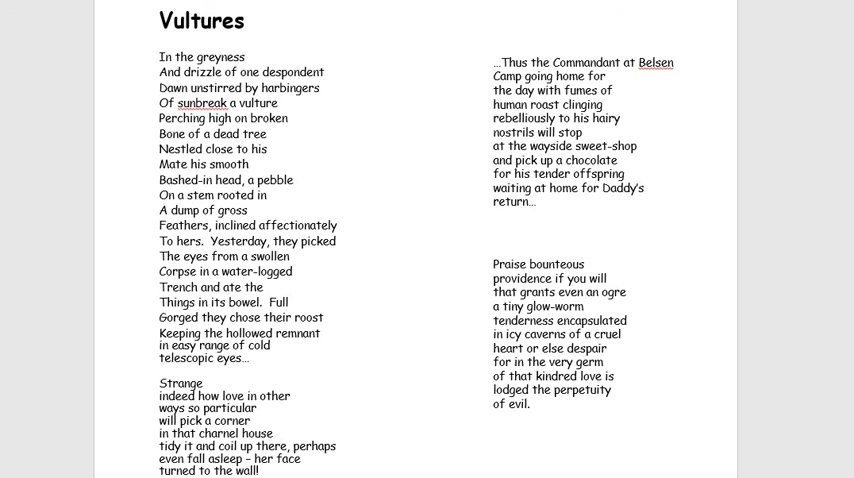 Vultures
In the greyness
And drizzle of one despondent
Dawn unstirred by harbingers
Of sunbreak a vulture
Perching high on broken
Bone of a dead tree
Nestled close to his
Mate his smooth
Bashed-in head, a pebble
On a stem rooted in
A dump of gross
Feathers, inclined affectionately
To hers.  Yesterday, they picked
The eyes from a swollen
Corpse in a water-logged
Trench and ate the
Things in its bowel.  Full
Gorged they chose their roost
Keeping the hollowed remnant
in easy range of cold
telescopic eyes…
Strange
indeed how love in other
ways so particular
will pick a corner
in that charnel house
tidy it and coil up there, perhaps
even fall asleep – her face
turned to the wall!
…Thus the Commandant at Belsen
Camp going home for
the day with fumes of
human roast clinging
rebelliously to his hairy
nostrils will stop
at the wayside sweet-shop
and pick up a chocolate
for his tender offspring
waiting at home for Daddy's
return…
Praise bounteous
providence if you will
that grants even an ogre
a tiny glow-worm
tenderness encapsulated
in icy caverns of a cruel
heart or else despair
for in the very germ
of that kindred love is
lodged the perpetuity
of evil.